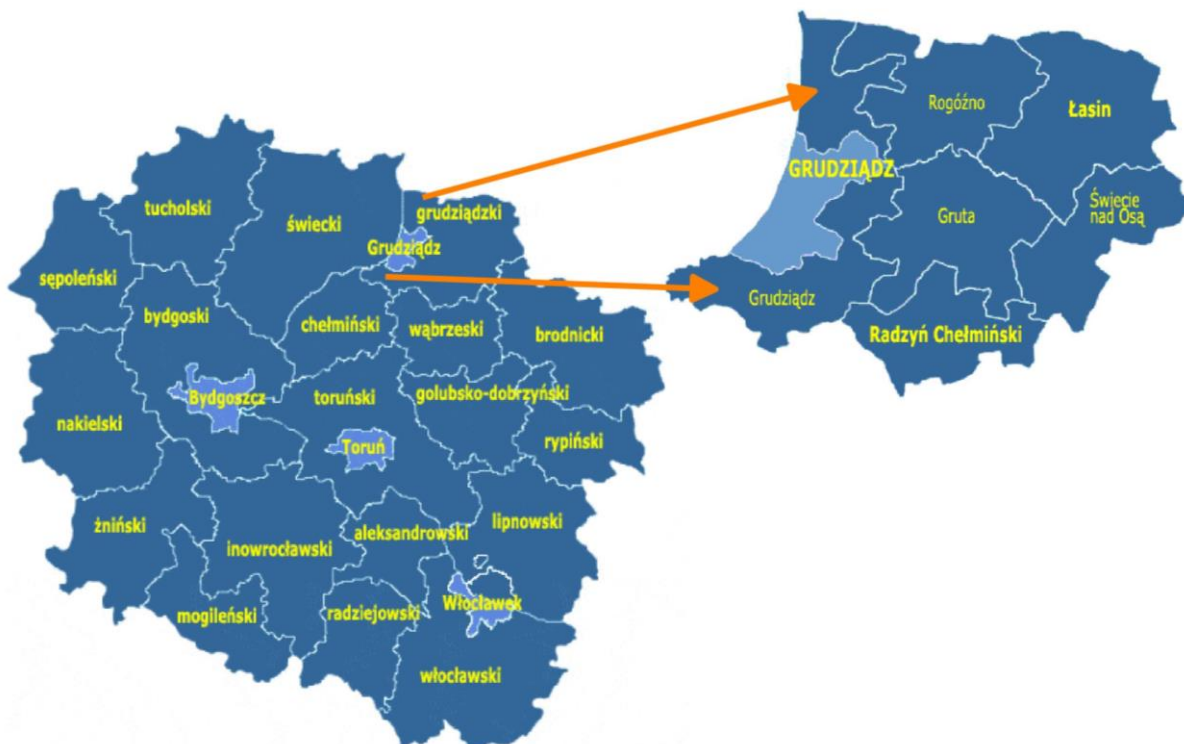 tucholski
świecki
grudziądzki
Grudziądz
sępoleński
bydgoski
chełmiński
wąbrzeski
brodnicki
Bydgoszcz
toruński
golubsko-dobrzyński
nakielski
Toruń
rypiński
żniński
inowrocławski
aleksandrowski
lipnowski
mogileński
radziejowski
Włocławek
włocławski
Rogóźno
Łasin
GRUDZIĄDZ
Gruta
Świecie
nad Osą
Grudziądz
Radzyń Chełmiński